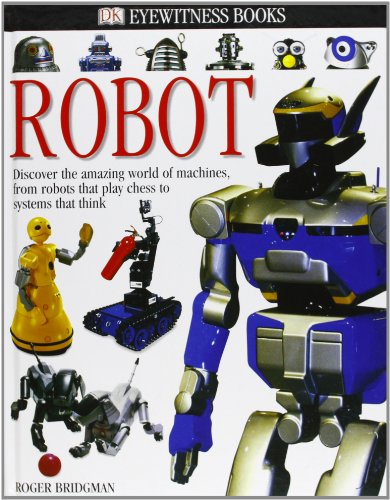 DK EYEWITNESS BOOKS
ROBOT
Discover the amazing world of machines,
from robots that play chess to
systems that think
ROGER BRIDGMAN